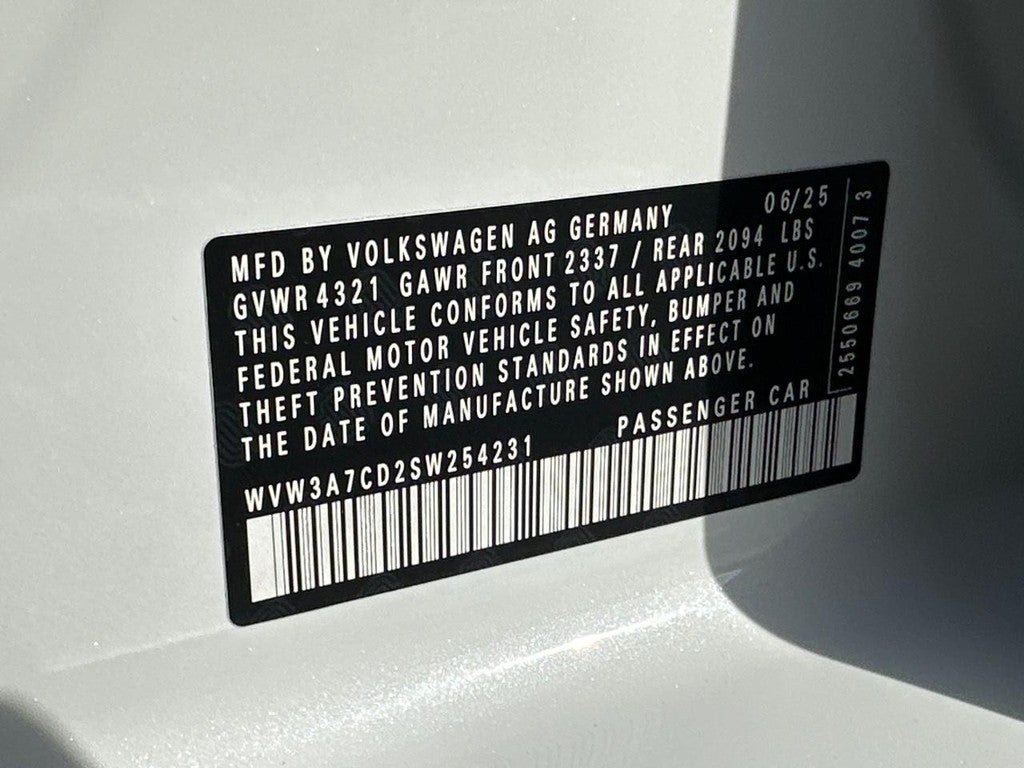 06/25
MFD BY VOLKSWAGEN AG GERMANY
GVWR 4321 GAWR FRONT 2337 / REAR 2094 LBS
THIS VEHICLE CONFORMS TO ALL APPLICABLE U.S.
FEDERAL MOTOR VEHICLE SAFETY, BUMPER AND
THEFT PREVENTION STANDARDS IN EFFECT ON
THE DATE OF MANUFACTURE SHOWN ABOVE.
WVW3A7CD2SW254231 PASSENGER CAR
2550669 4007 3